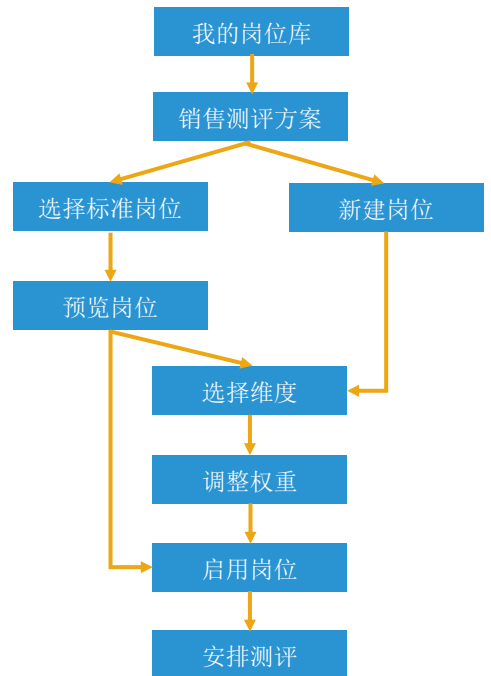 我的岗位库
销售测评方案
选择标准岗位
新建岗位
预览岗位
选择维度
调整权重
启用岗位
安排测评